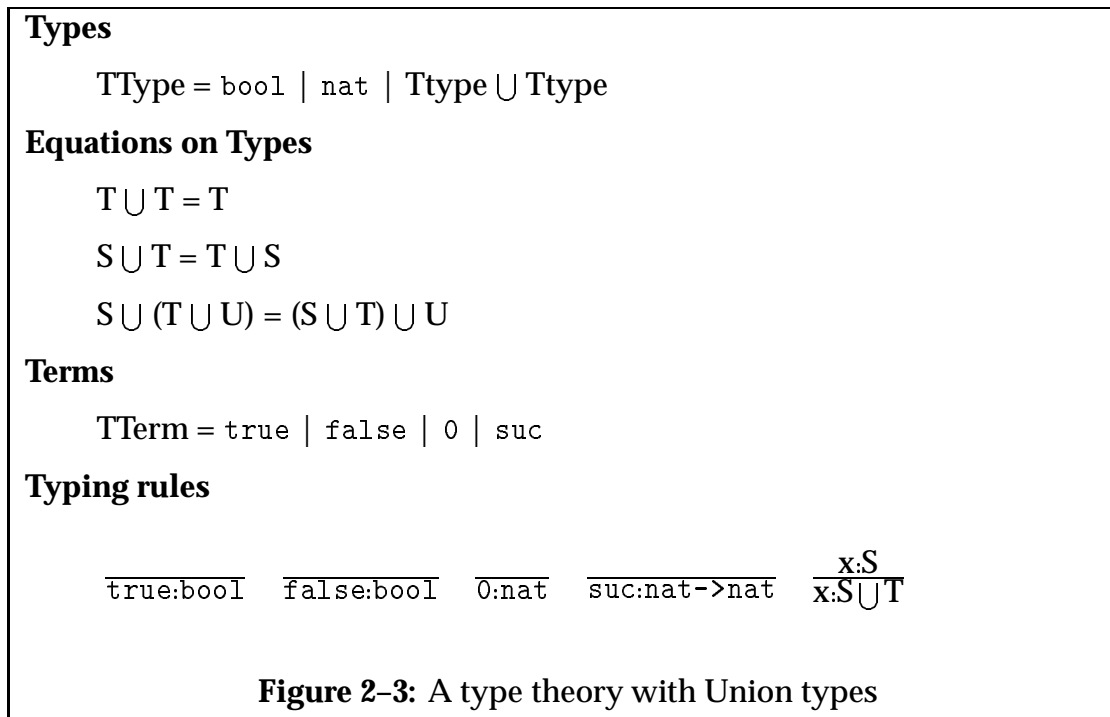 Types
TType = bool | nat | Ttype ⋃ Ttype
Equations on Types
T ⋃ T = T
S ⋃ T = T ⋃ S
S ⋃ (T ⋃ U) = (S ⋃ T) ⋃ U
Terms
TTerm = true | false | 0 | suc
Typing rules
x:S
true:bool false:bool 0:nat suc:nat->nat x:S⋃T
Figure 2–3: A type theory with Union types